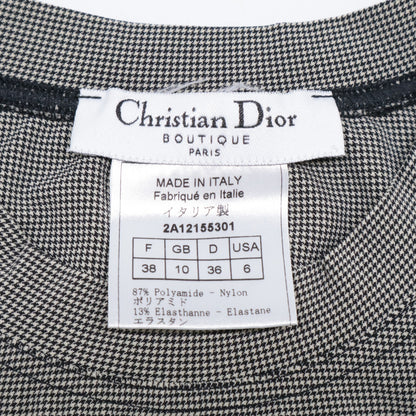 Christian Dior
BOUTIQUE
PARIS
MADE IN ITALY
Fabriqué en Italie
イタリア製
2A12155301
F GB D USA
38 10 36 6
87% Polyamide - Nylon
ポリアミド
13% Elasthanne - Elastane
エラスタン